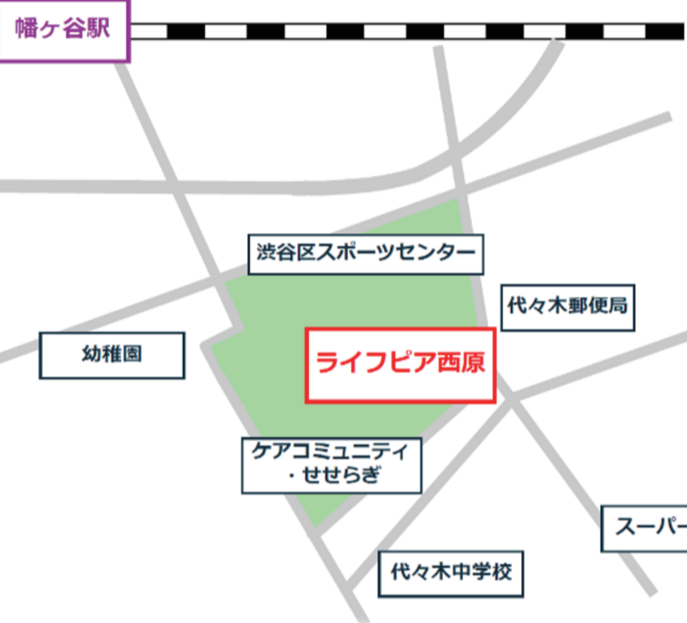 幡ヶ谷駅
渋谷区スポーツセンター
代々木郵便局
幼稚園
ライフピア西原
ケアコミュニティ
・せせらぎ
スーパー
代々木中学校